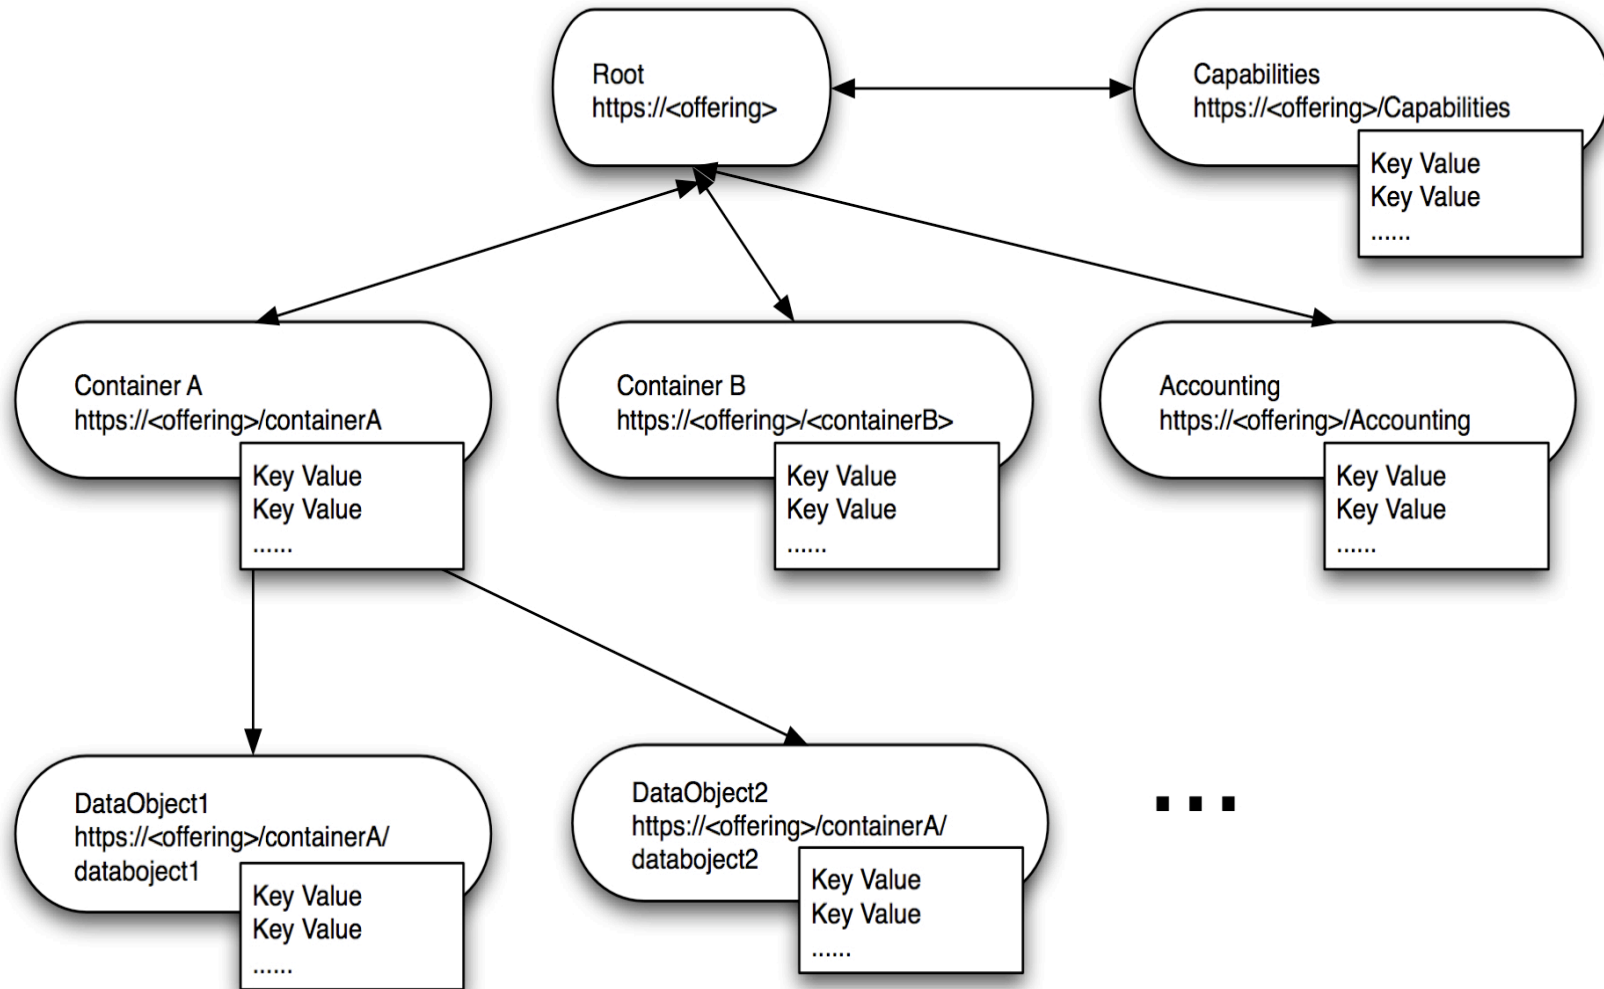 Root
https://<offering>
Capabilities
https://<offering>/Capabilities
Key Value
Key Value
......
Container A
https://<offering>/containerA
Key Value
Key Value
......
Container B
https://<offering>/<containerB>
Key Value
Key Value
......
Accounting
https://<offering>/Accounting
Key Value
Key Value
......
DataObject1
https://<offering>/containerA/
databoject1
Key Value
Key Value
......
DataObject2
https://<offering>/containerA/
databoject2
Key Value
Key Value
......
...